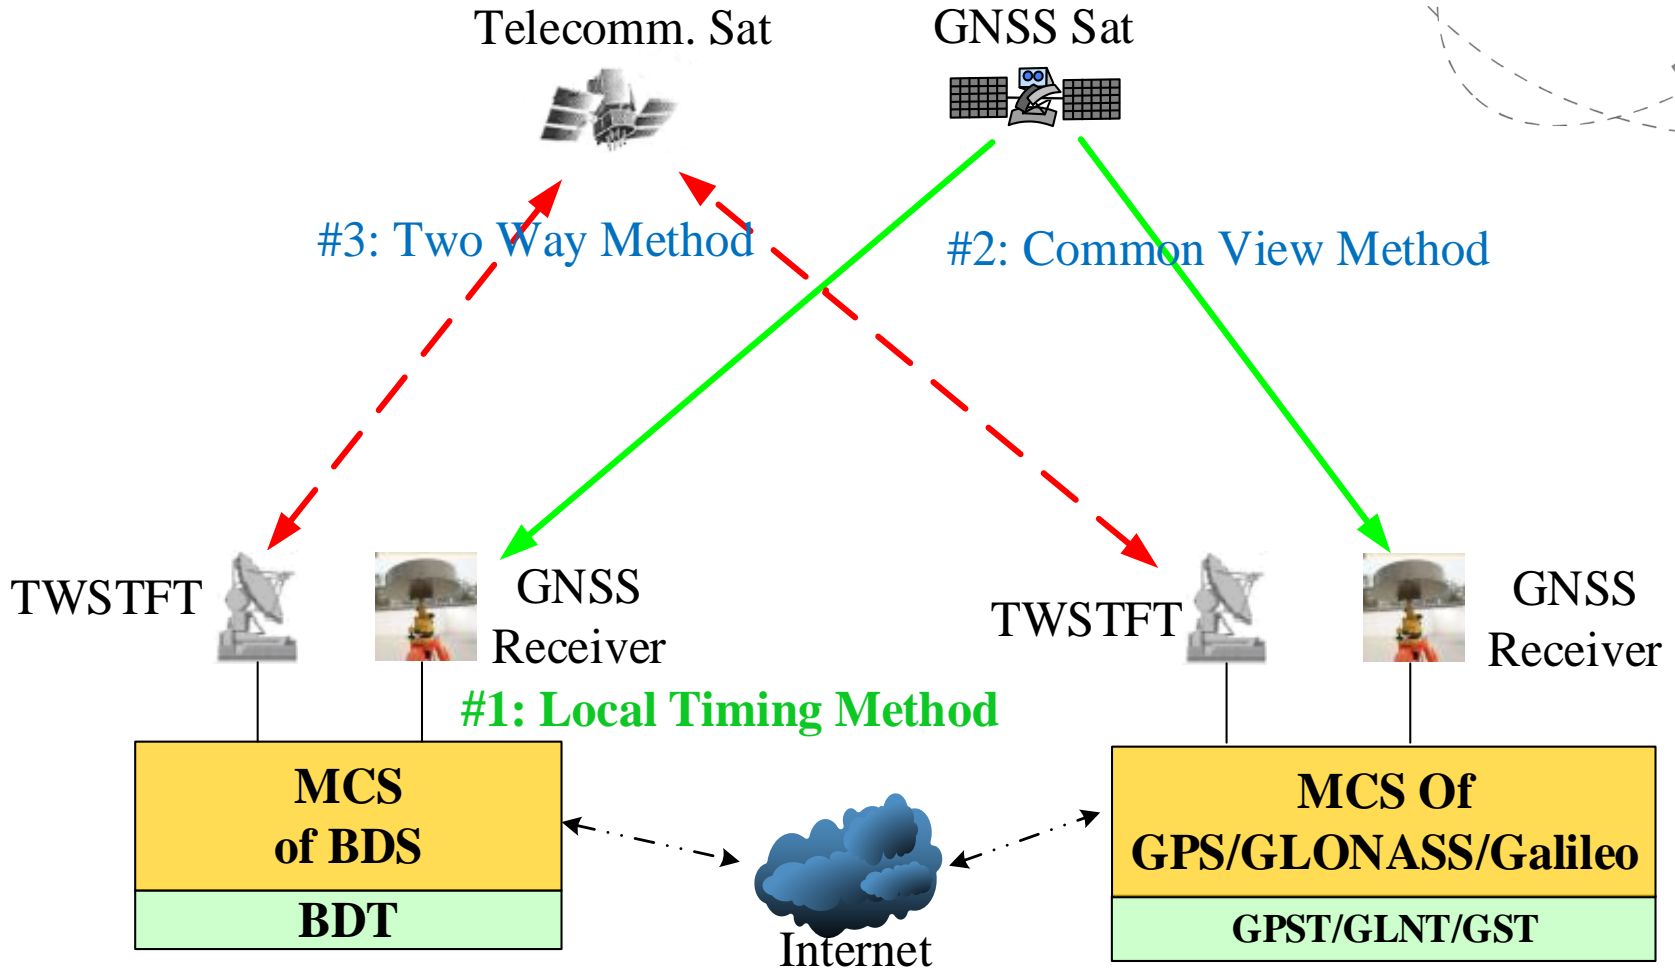 Telecomm. Sat
GNSS Sat
#3: Two Way Method
#2: Common View Method
TWSTFT
GNSS
Receiver
TWSTFT
GNSS
Receiver
#1: Local Timing Method
MCS
of BDS
BDT
Internet
MCS Of
GPS/GLONASS/Galileo
GPST/GLNT/GST